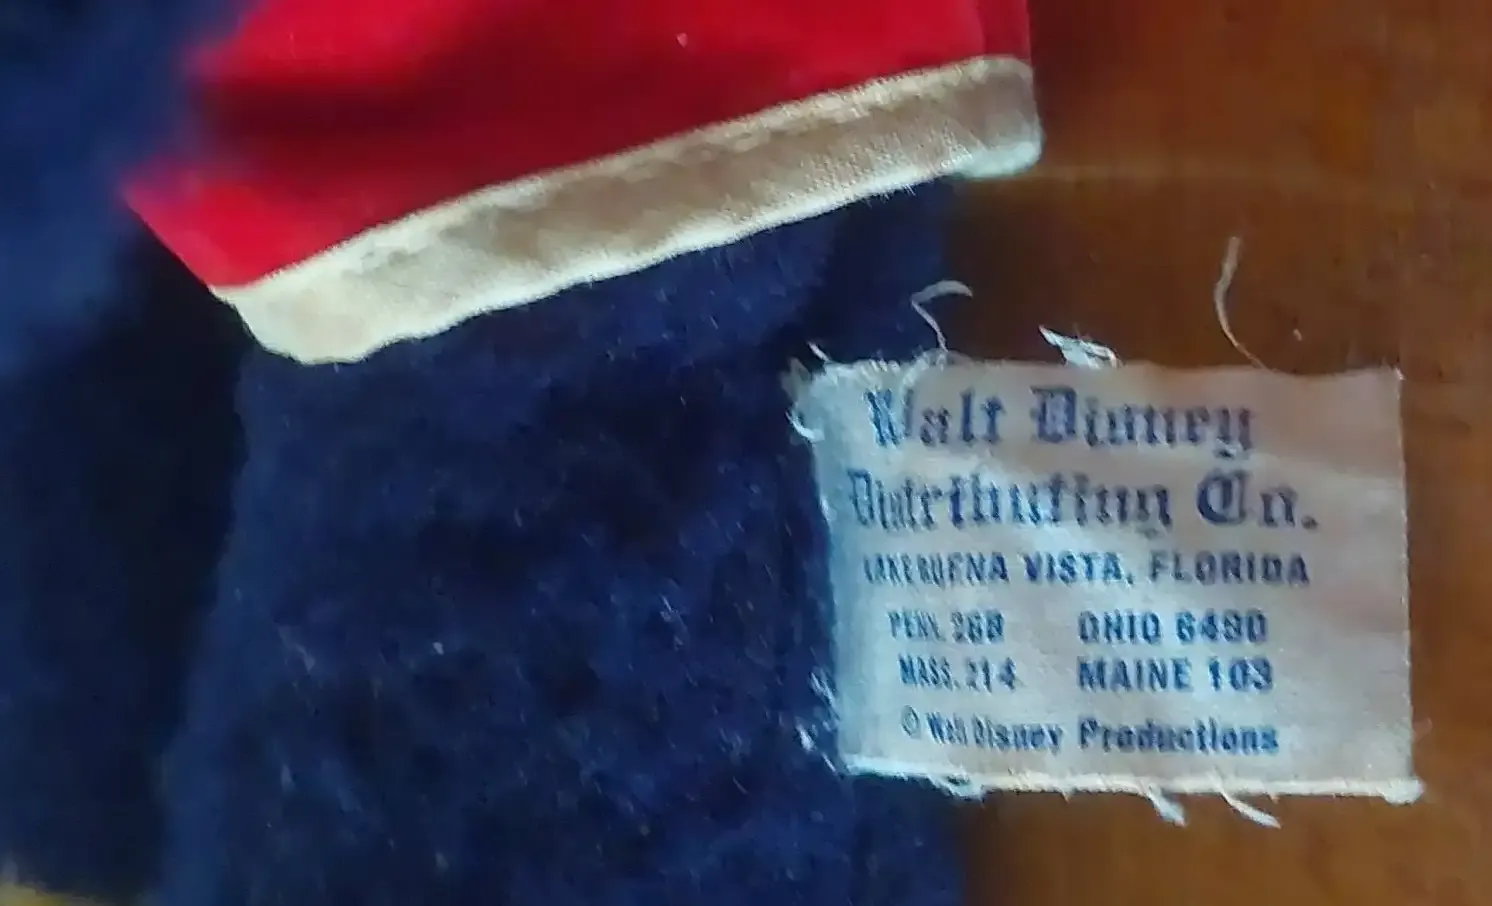 Walt Disney
Distributing Co.
LAKE BUENA VISTA, FLORIDA
PENN. 268 OHIO 6490
MASS. 214 MAINE 103
© Walt Disney Productions